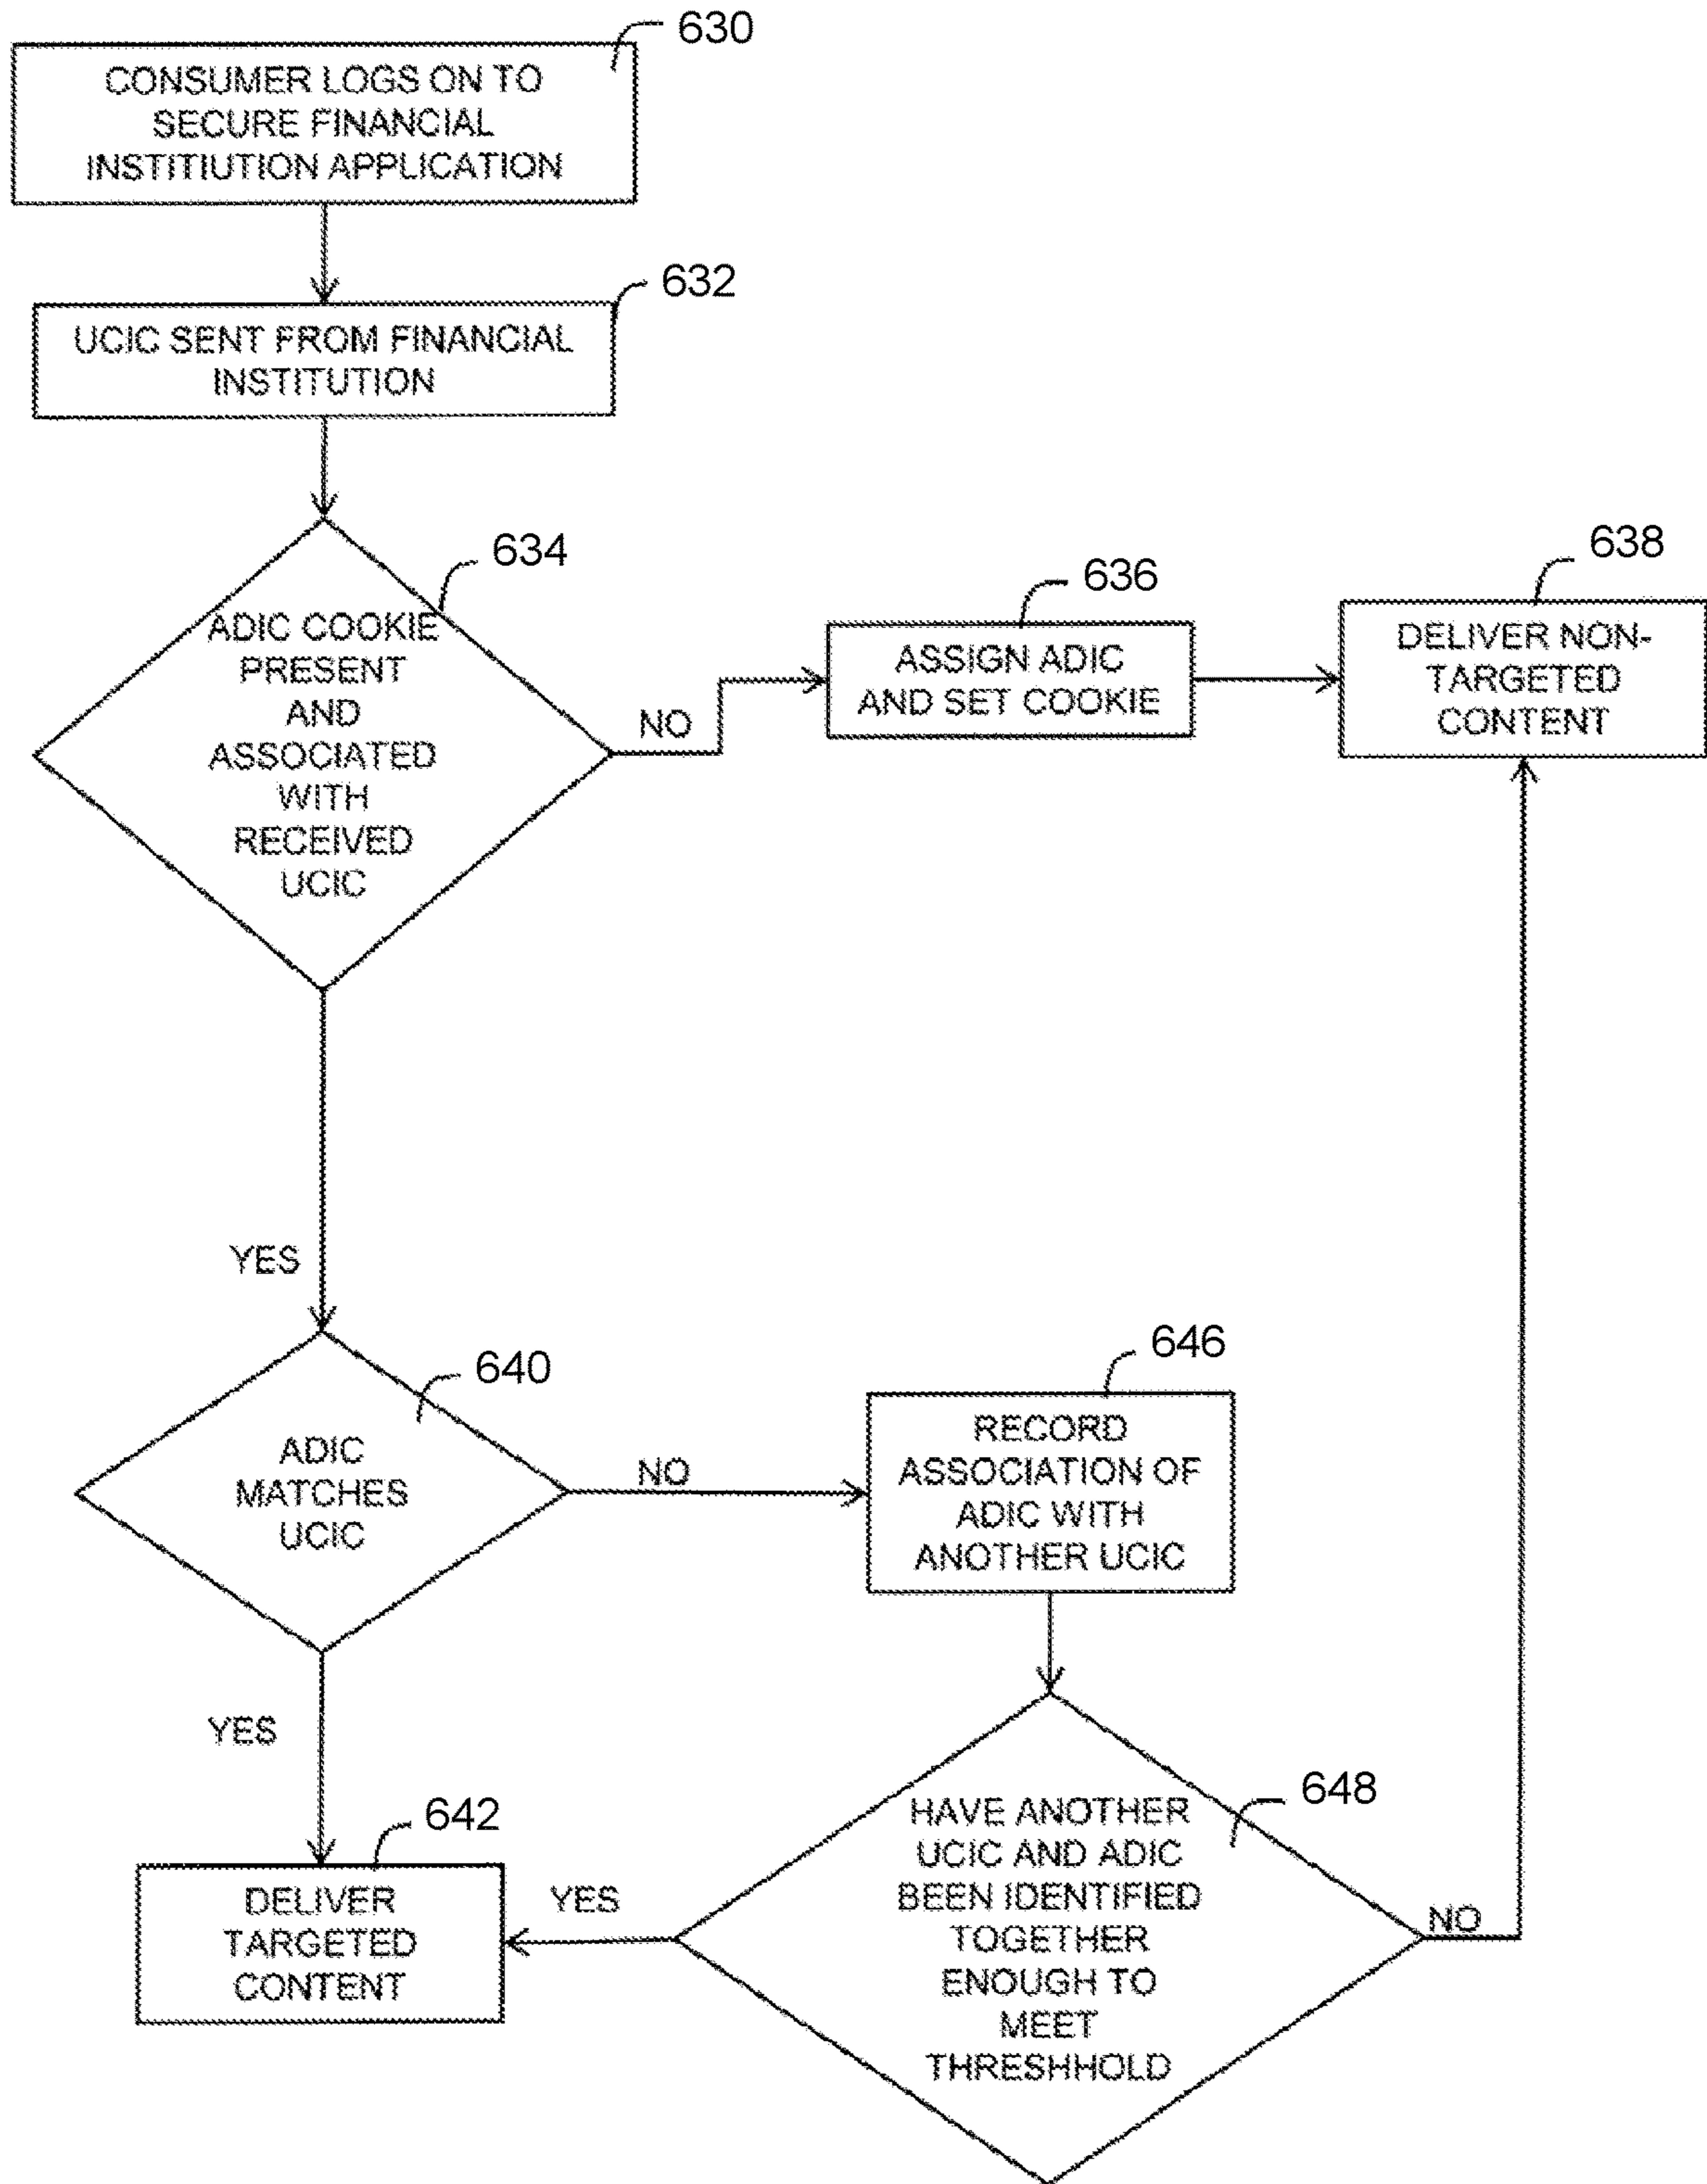 630
CONSUMER LOGS ON TO
SECURE FINANCIAL
INSTITIUTION APPLICATION
632
UCIC SENT FROM FINANCIAL
INSTITUTION
634
ADIC COOKIE
PRESENT
AND
ASSOCIATED
WITH
RECEIVED
UCIC
NO
636
ASSIGN ADIC
AND SET COOKIE
638
DELIVER NON-
TARGETED
CONTENT
YES
640
ADIC
MATCHES
UCIC
NO
646
RECORD
ASSOCIATION OF
ADIC WITH
ANOTHER UCIC
YES
642
DELIVER
TARGETED
CONTENT
YES
648
HAVE ANOTHER
UCIC AND ADIC
BEEN IDENTIFIED
TOGETHER
ENOUGH TO
MEET
THRESHHOLD
NO